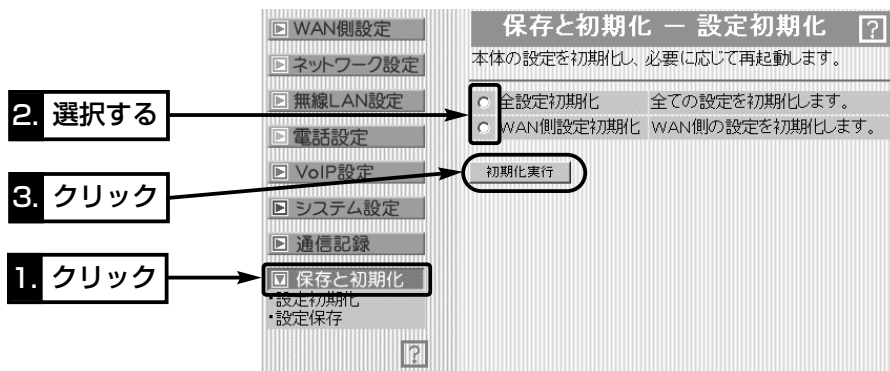 2. 選択する
3. クリック
1. クリック
WAN側設定
ネットワーク設定
無線LAN設定
電話設定
VoIP設定
システム設定
通信記録
保存と初期化
・設定初期化
・設定保存
?
保存と初期化 － 設定初期化 ?
本体の設定を初期化し、必要に応じて再起動します。
全設定初期化 全ての設定を初期化します。
WAN側設定初期化 WAN側の設定を初期化します。
初期化実行